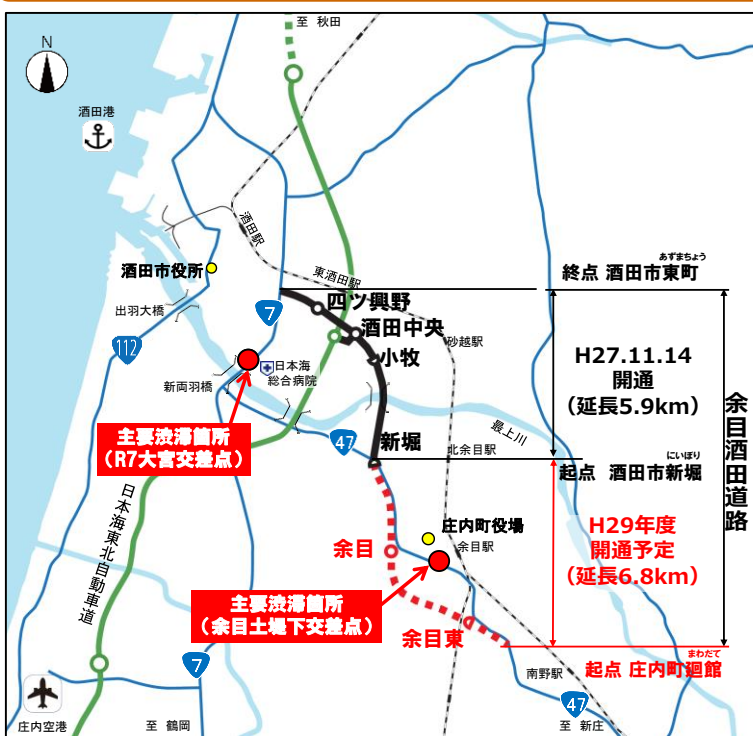 至 秋田
N
酒田港
酒田駅
あずまちょう
終点 酒田市東町
東酒田駅
酒田市役所
四ツ興野
出羽大橋
7
酒田中央
砂越駅
112
小牧
H27.11.14
開通
(延長5.9km)
日本海
総合病院
新両羽橋
余目酒田道路
最上川
主要渋滞箇所
(R7大宮交差点)
47
新堀
北余目駅
にいぼり
起点 酒田市新堀
日本海東北自動車道
庄内町役場
余目
余目駅
H29年度
開通予定
(延長6.8km)
主要渋滞箇所
(余目土堤下交差点)
余目東
まわだて
起点 庄内町廻館
7
南野駅
47
庄内空港
至 鶴岡
至 新庄